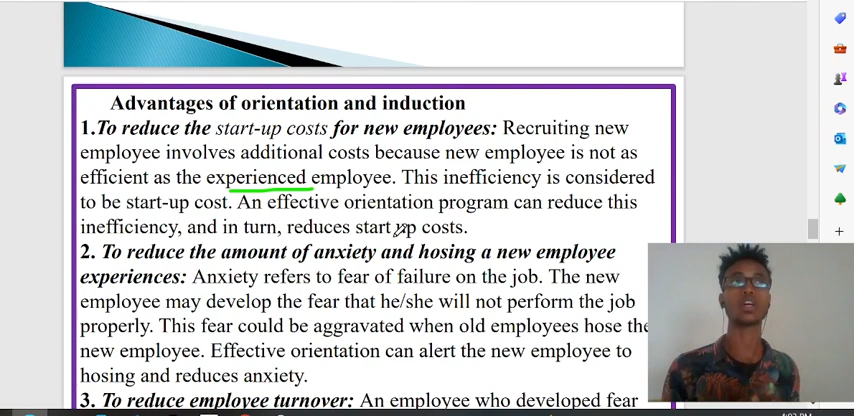 Advantages of orientation and induction
1.To reduce the start-up costs for new employees: Recruiting new
employee involves additional costs because new employee is not as
efficient as the experienced employee. This inefficiency is considered
to be start-up cost. An effective orientation program can reduce this
inefficiency, and in turn, reduces start up costs.
2. To reduce the amount of anxiety and hosing a new employee
experiences: Anxiety refers to fear of failure on the job. The new
employee may develop the fear that he/she will not perform the job
properly. This fear could be aggravated when old employees hose the
new employee. Effective orientation can alert the new employee to
hosing and reduces anxiety.
3. To reduce employee turnover: An employee who developed fear